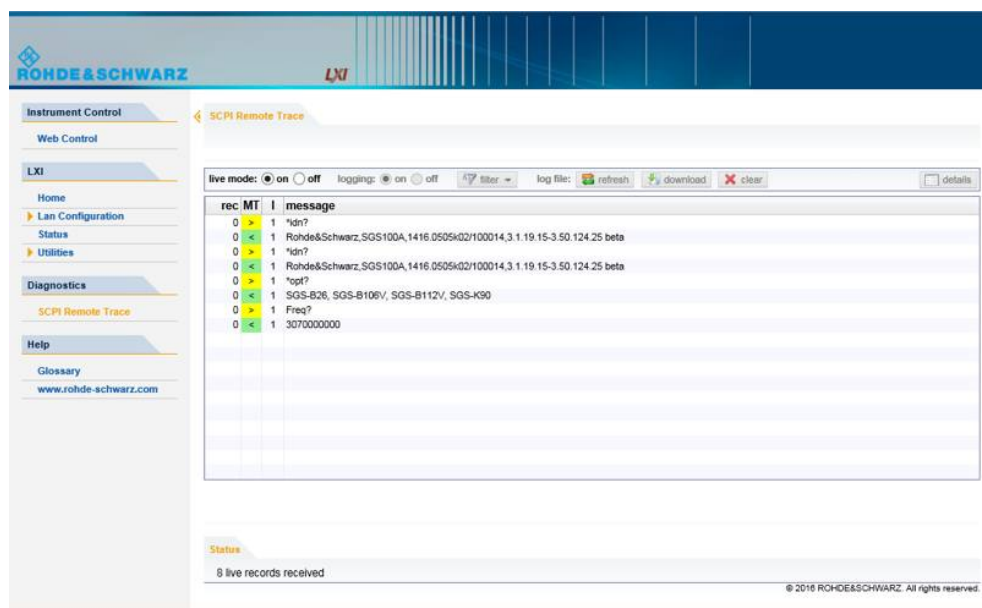 ROHDE&SCHWARZ
LXI
Instrument Control
Web Control
LXI
Home
Lan Configuration
Status
Utilities
Diagnostics
SCPI Remote Trace
Help
Glossary
www.rohde-schwarz.com
SCPI Remote Trace
live mode: on off logging: on off filter log file: refresh download clear details
rec MT I message
0 > 1 *idn?
0 < 1 Rohde&Schwarz,SGS100A,1416.0505k02/100014,3.1.19.15-3.50.124.25 beta
0 > 1 *idn?
0 < 1 Rohde&Schwarz,SGS100A,1416.0505k02/100014,3.1.19.15-3.50.124.25 beta
0 > 1 *opt?
0 < 1 SGS-B26, SGS-B106V, SGS-B112V, SGS-K90
0 > 1 Freq?
0 < 1 3070000000
Status
8 live records received
© 2016 ROHDE&SCHWARZ. All rights reserved.